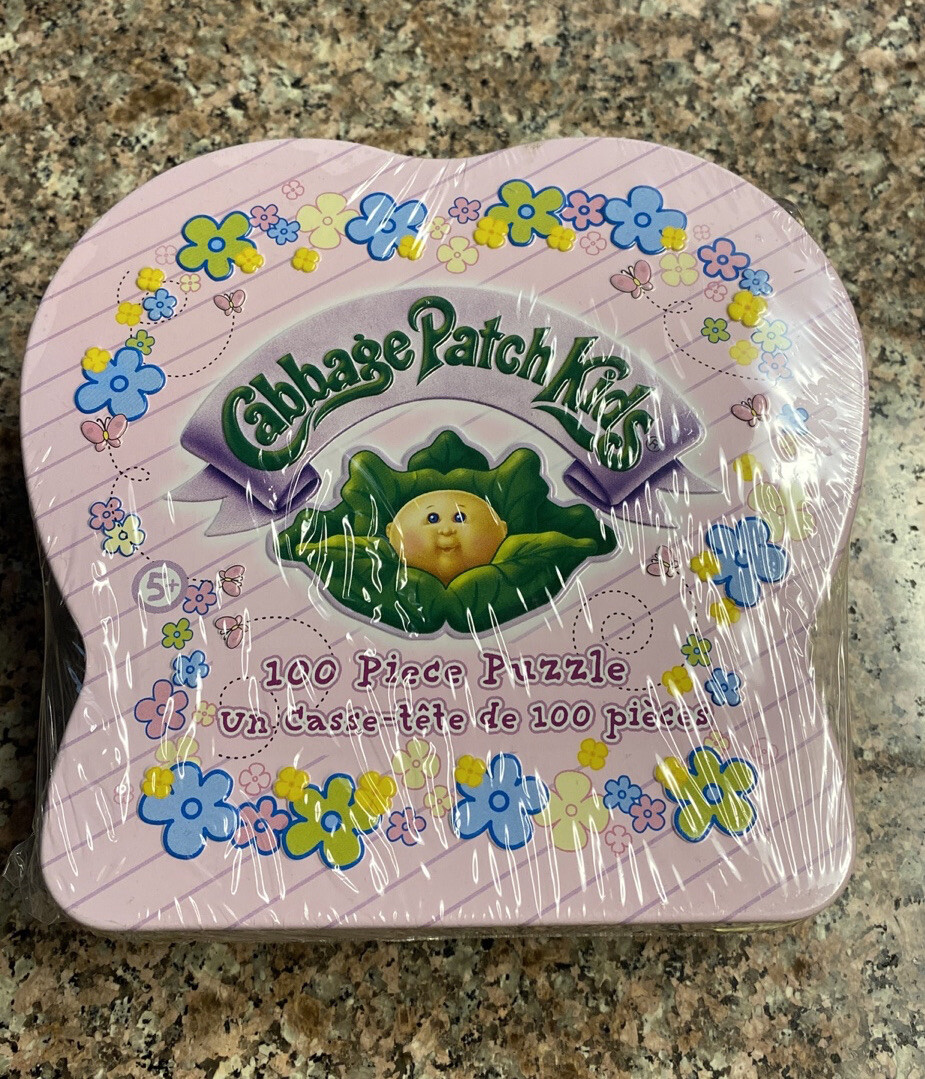 Cabbage Patch Kids®
5+
100 Piece Puzzle
un Casse-tête de 100 pièces